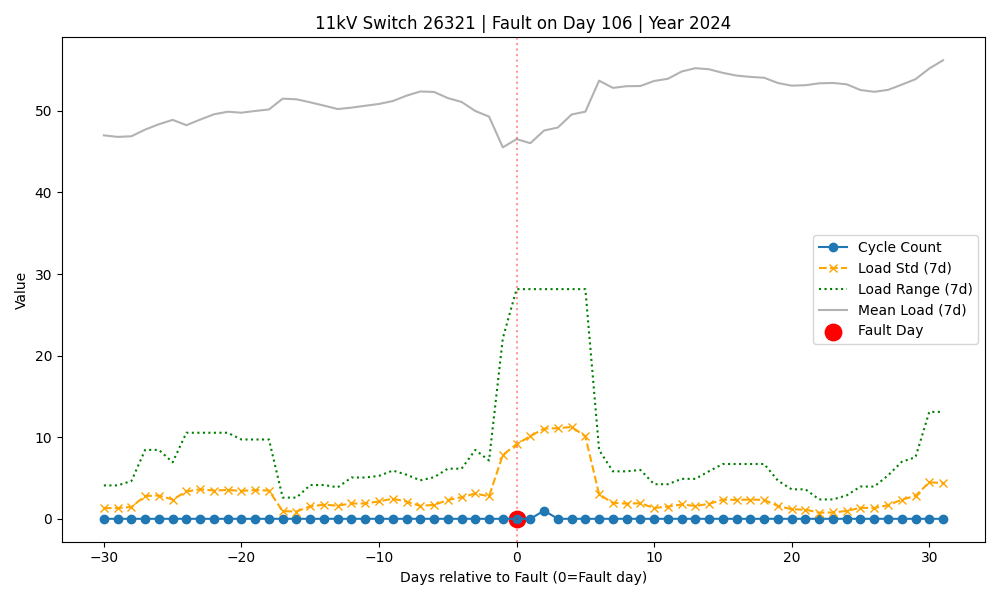 11kV Switch 26321 | Fault on Day 106 | Year 2024
Value
50
40
30
20
10
0
Cycle Count
Load Std (7d)
Load Range (7d)
Mean Load (7d)
Fault Day
−30
−20
−10
0
10
20
30
Days relative to Fault (0=Fault day)